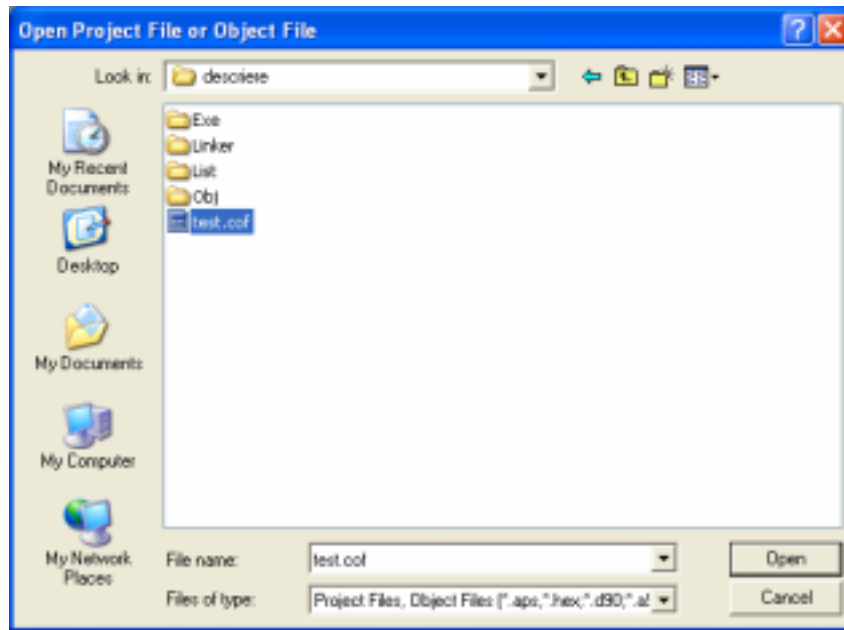 Open Project File or Object File
Look in: descriere
Exe
Linker
List
Obj
test.cof
My Recent
Documents
Desktop
My Documents
My Computer
My Network
Places
File name: test.cof Open
Files of type: Project Files, Object Files (*.aps,*.hex;*.d90;*.a Cancel